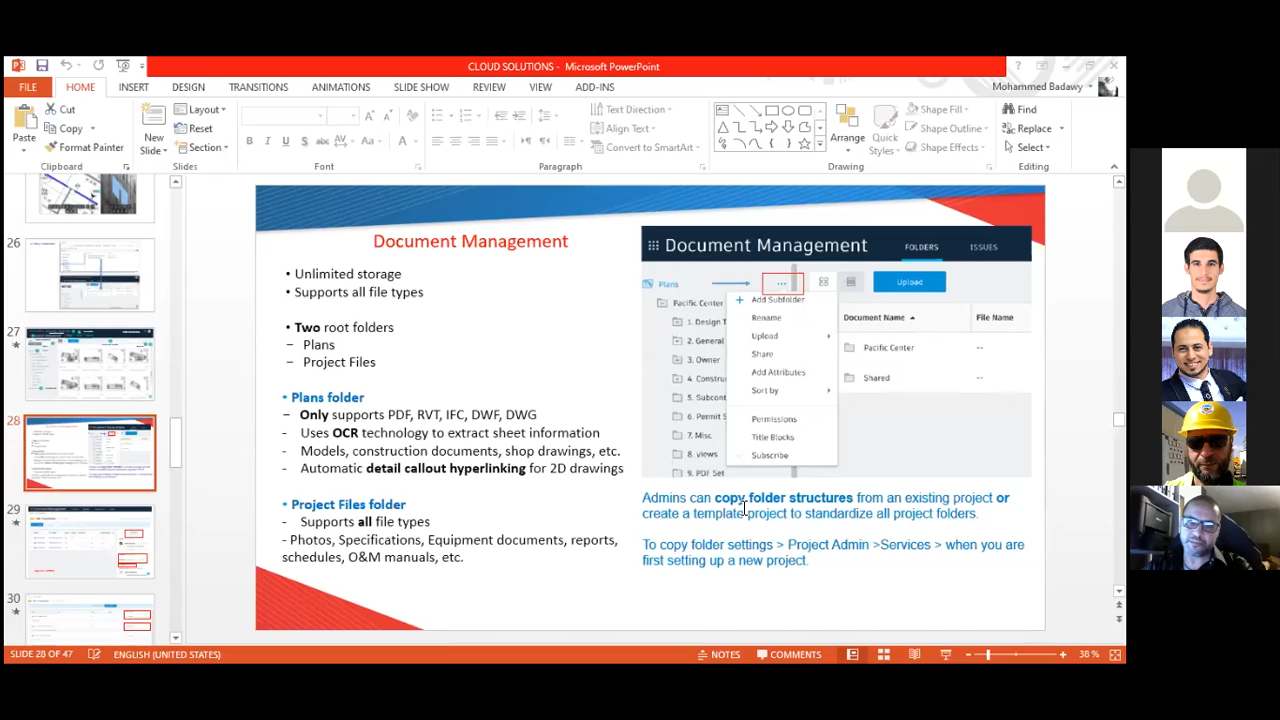 CLOUD SOLUTIONS - Microsoft PowerPoint
FILE
HOME
INSERT
DESIGN
TRANSITIONS
ANIMATIONS
SLIDE SHOW
REVIEW
VIEW
ADD-INS
Mohammed Badawy
Paste
Cut
Copy
Format Painter
Clipboard
New
Slide
Layout
Reset
Section
Slides
Font
Text Direction
Align Text
Convert to SmartArt
Paragraph
Arrange
Quick
Styles
Shape Fill
Shape Outline
Shape Effects
Drawing
Find
Replace
Select
Editing
26
27
28
29
30
Document Management
• Unlimited storage
• Supports all file types
• Two root folders
– Plans
– Project Files
• Plans folder
– Only supports PDF, RVT, IFC, DWF, DWG
- Uses OCR technology to extract sheet information
- Models, construction documents, shop drawings, etc.
- Automatic detail callout hyperlinking for 2D drawings
• Project Files folder
- Supports all file types
- Photos, Specifications, Equipment documents, reports,
schedules, O&M manuals, etc.
Document Management
FOLDERS
ISSUES
Plans
...
Upload
Pacific Center
1. Design T
2. General
3. Owner
4. Constru
5. Subcont
6. Permit S
7. Misc
8. views
9. PDF Set
+ Add Subfolder
Rename
Upload
Share
Add Attributes
Sort by
Permissions
Title Blocks
Subscribe
Document Name
File Name
Pacific Center
--
Shared
--
Admins can copy folder structures from an existing project or
create a template project to standardize all project folders.
To copy folder settings > Project Admin >Services > when you are
first setting up a new project.
SLIDE 28 OF 47
ENGLISH (UNITED STATES)
NOTES
COMMENTS
38 %